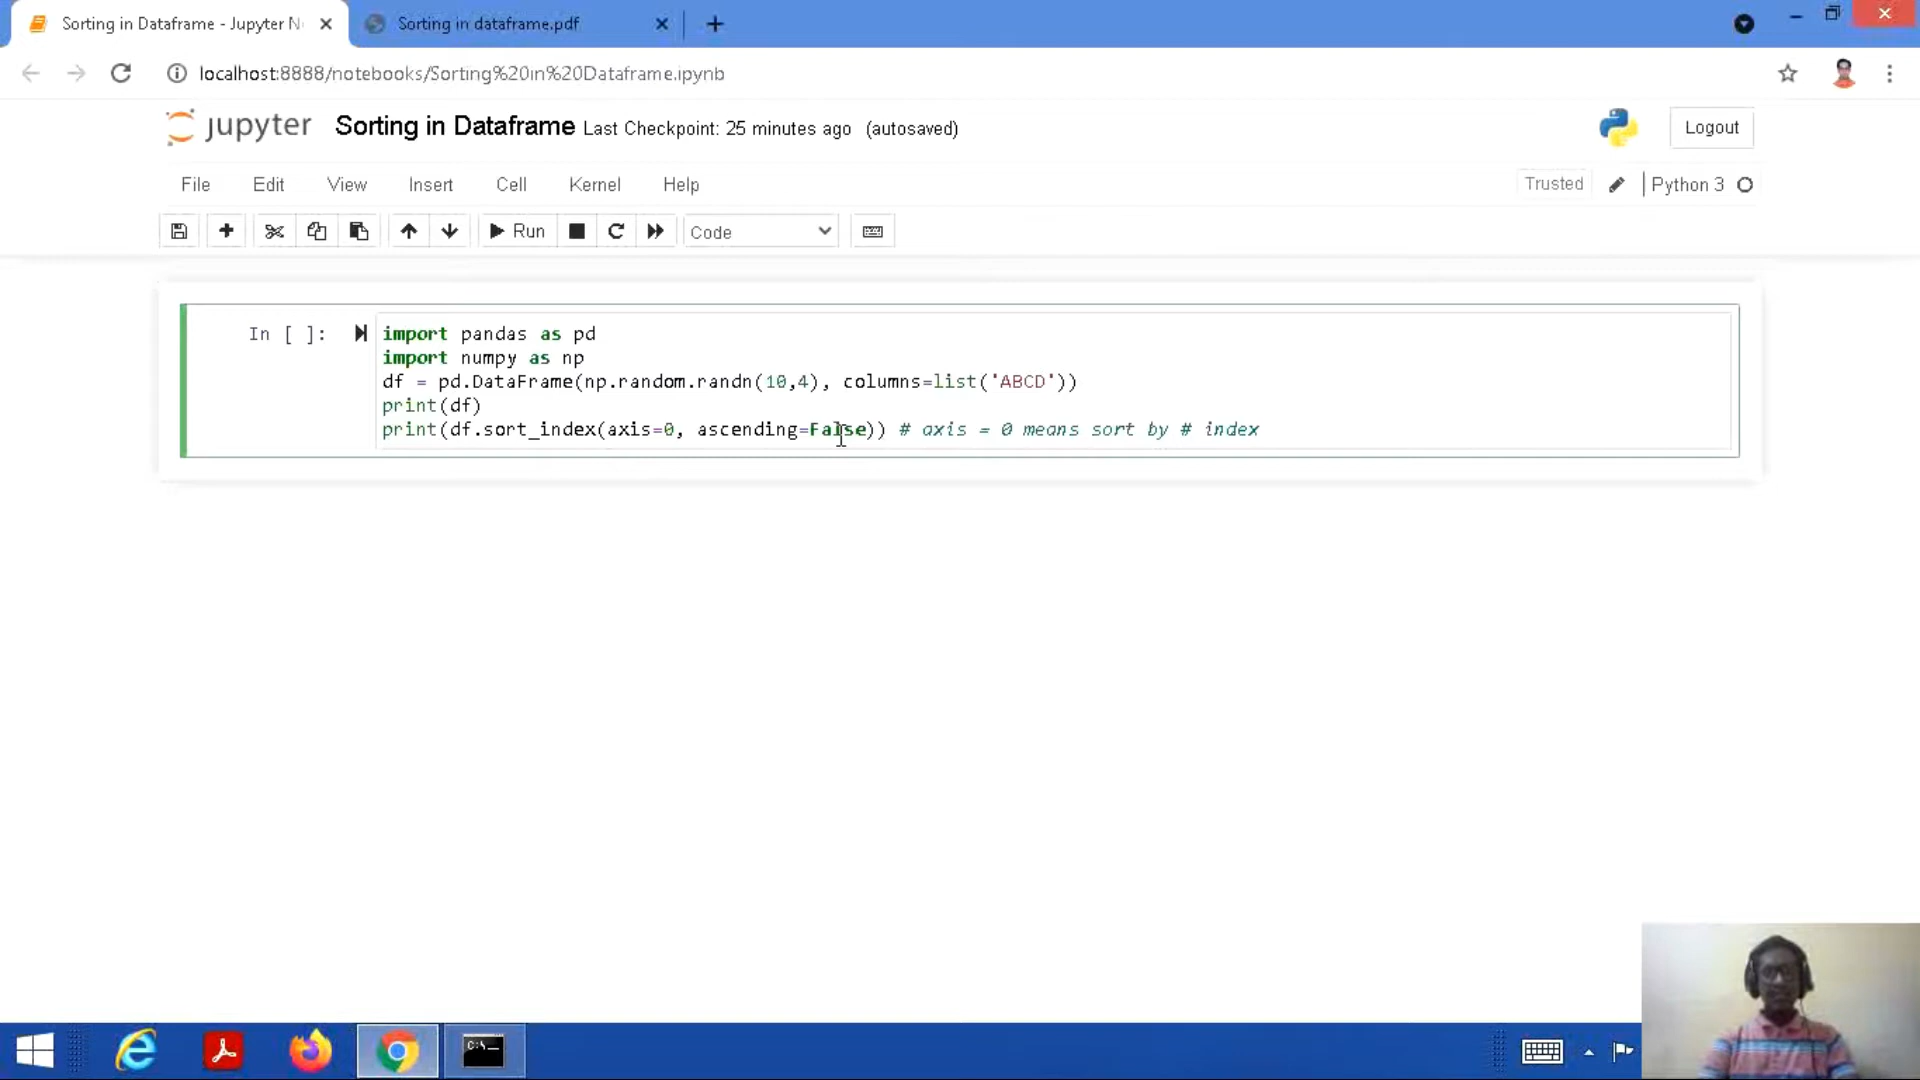 Sorting in Dataframe - Jupyter N
Sorting in dataframe.pdf
localhost:8888/notebooks/Sorting%20in%20Dataframe.ipynb
jupyter Sorting in Dataframe Last Checkpoint: 25 minutes ago (autosaved)
Logout
File Edit View Insert Cell Kernel Help
Trusted
Python 3
Run
Code
In [ ]:
import pandas as pd
import numpy as np
df = pd.DataFrame(np.random.randn(10,4), columns=list('ABCD'))
print(df)
print(df.sort_index(axis=0, ascending=False)) # axis = 0 means sort by # index
C:\